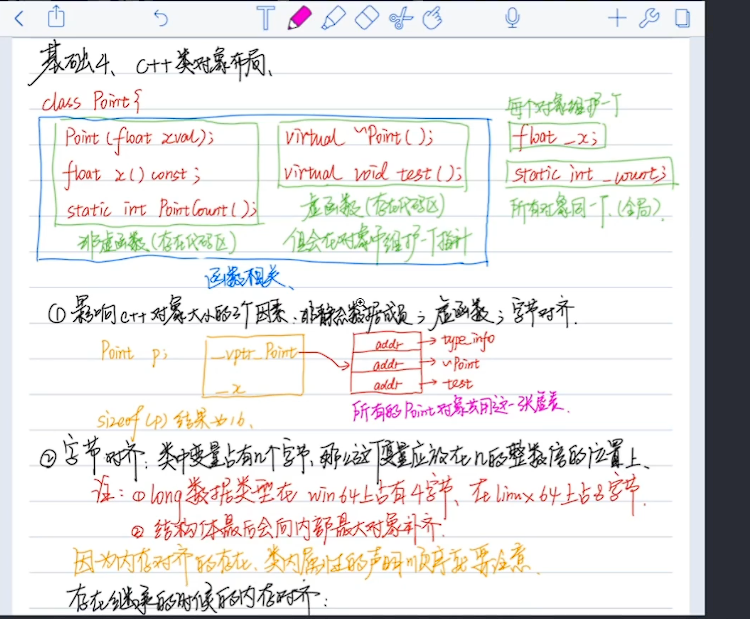 基础4、C++类对象布局、
class Point{
Point(float xval);
float x() const;
static int PointCount();
非虚函数(存在代码区)
virtual ~Point();
virtual void test();
虚函数(存在代码区)
但会在对象中维护一个指针
每个对象维护一个
float _x;
static int _count;
所有对象同一个.(全局)
函数相关、
①影响C++对象大小的3个因素:非静态数据成员;虚函数;字节对齐.
Point p;
_vptr_Point
_x
addr → type_info
addr → ~Point
addr → test
sizeof(p)结果为16.
所有的Point对象共用这一张虚表.
②字节对齐:类中变量占有n个字节、那么这个变量应放在n的整数倍的位置上、
注:①long数据类型在win64上占有4字节、在linux64上占8字节.
②结构体最后会向内部最大对象补齐.
因为内存对齐的存在、类内属性的声明顺序就要注意.
存在继承的时候的内存对齐: